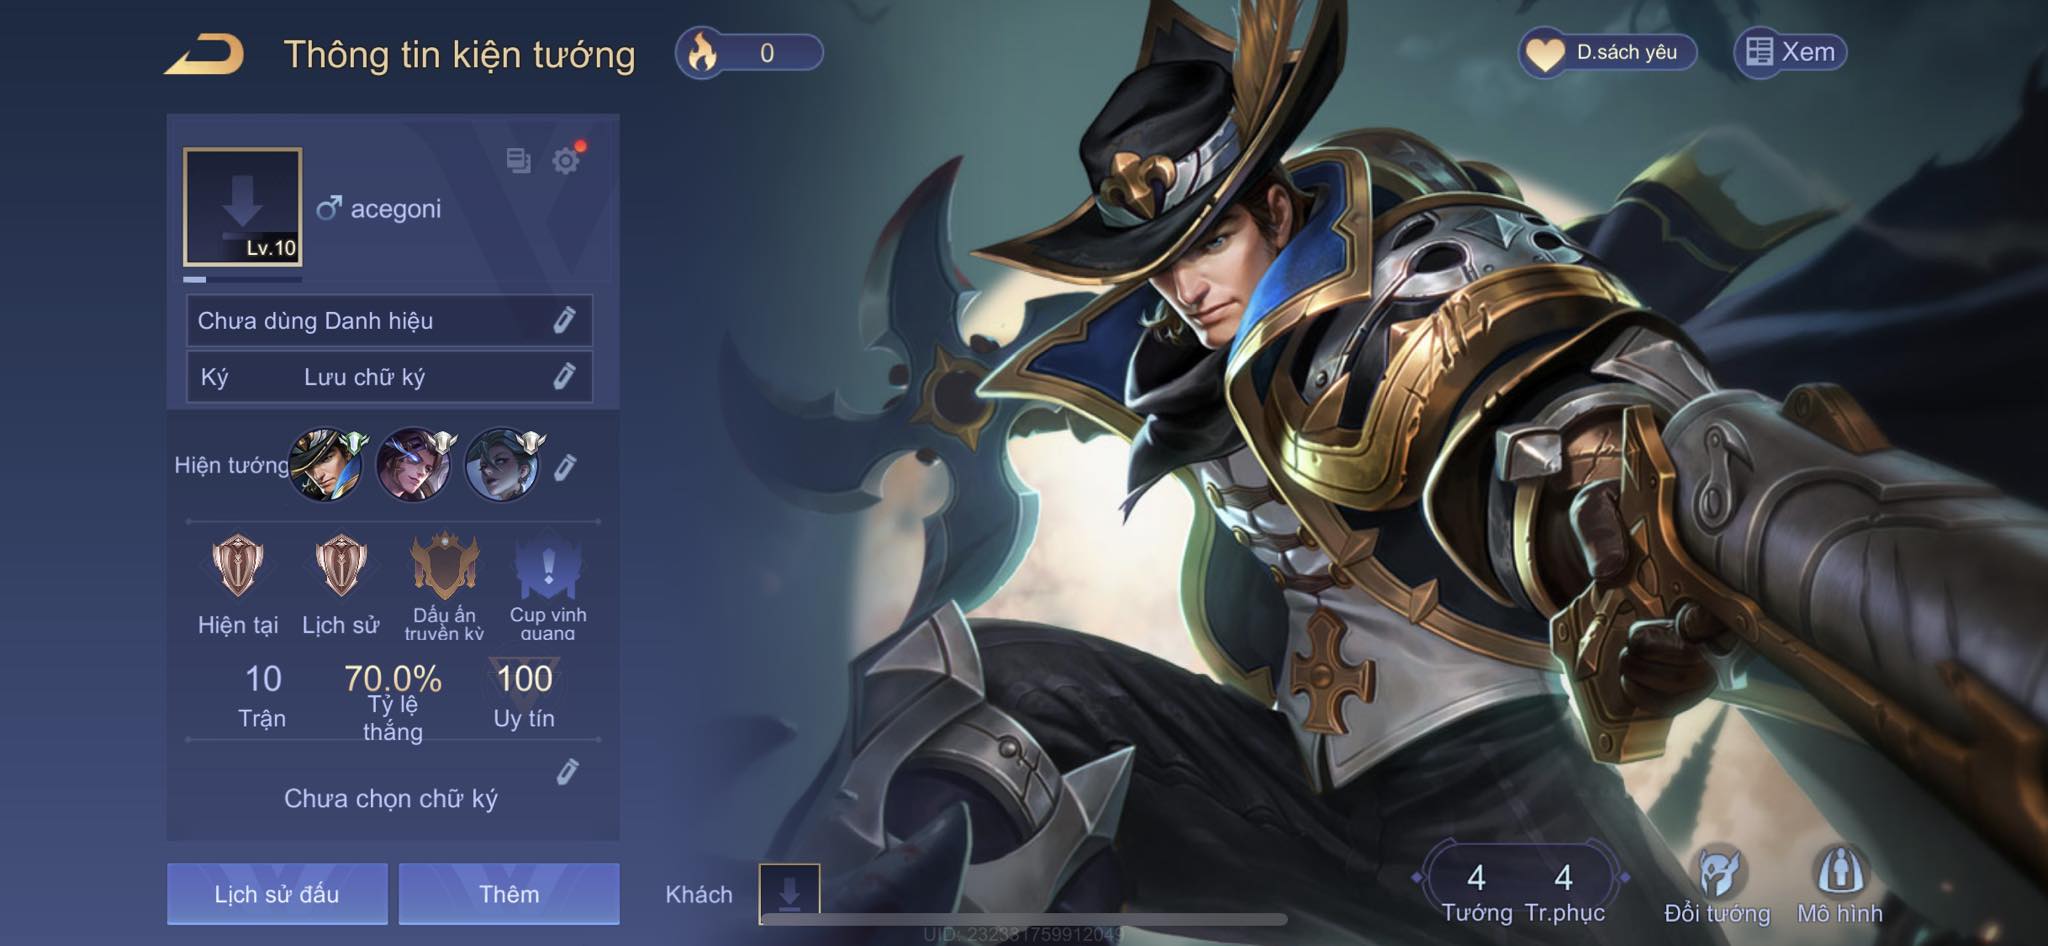 Thông tin kiện tướng
0
D.sách yêu
Xem
acegoni
Lv.10
Chưa dùng Danh hiệu
Ký
Lưu chữ ký
Hiện tướng
Hiện tại
Lịch sử
Dấu ấn
truyền kỳ
Cup vinh
quang
10
70.0%
100
Trận
Tỷ lệ
thắng
Uy tín
Chưa chọn chữ ký
Lịch sử đấu
Thêm
Khách
4
4
Tướng
Tr.phục
Đổi tướng
Mô hình
UID: 232331759912049